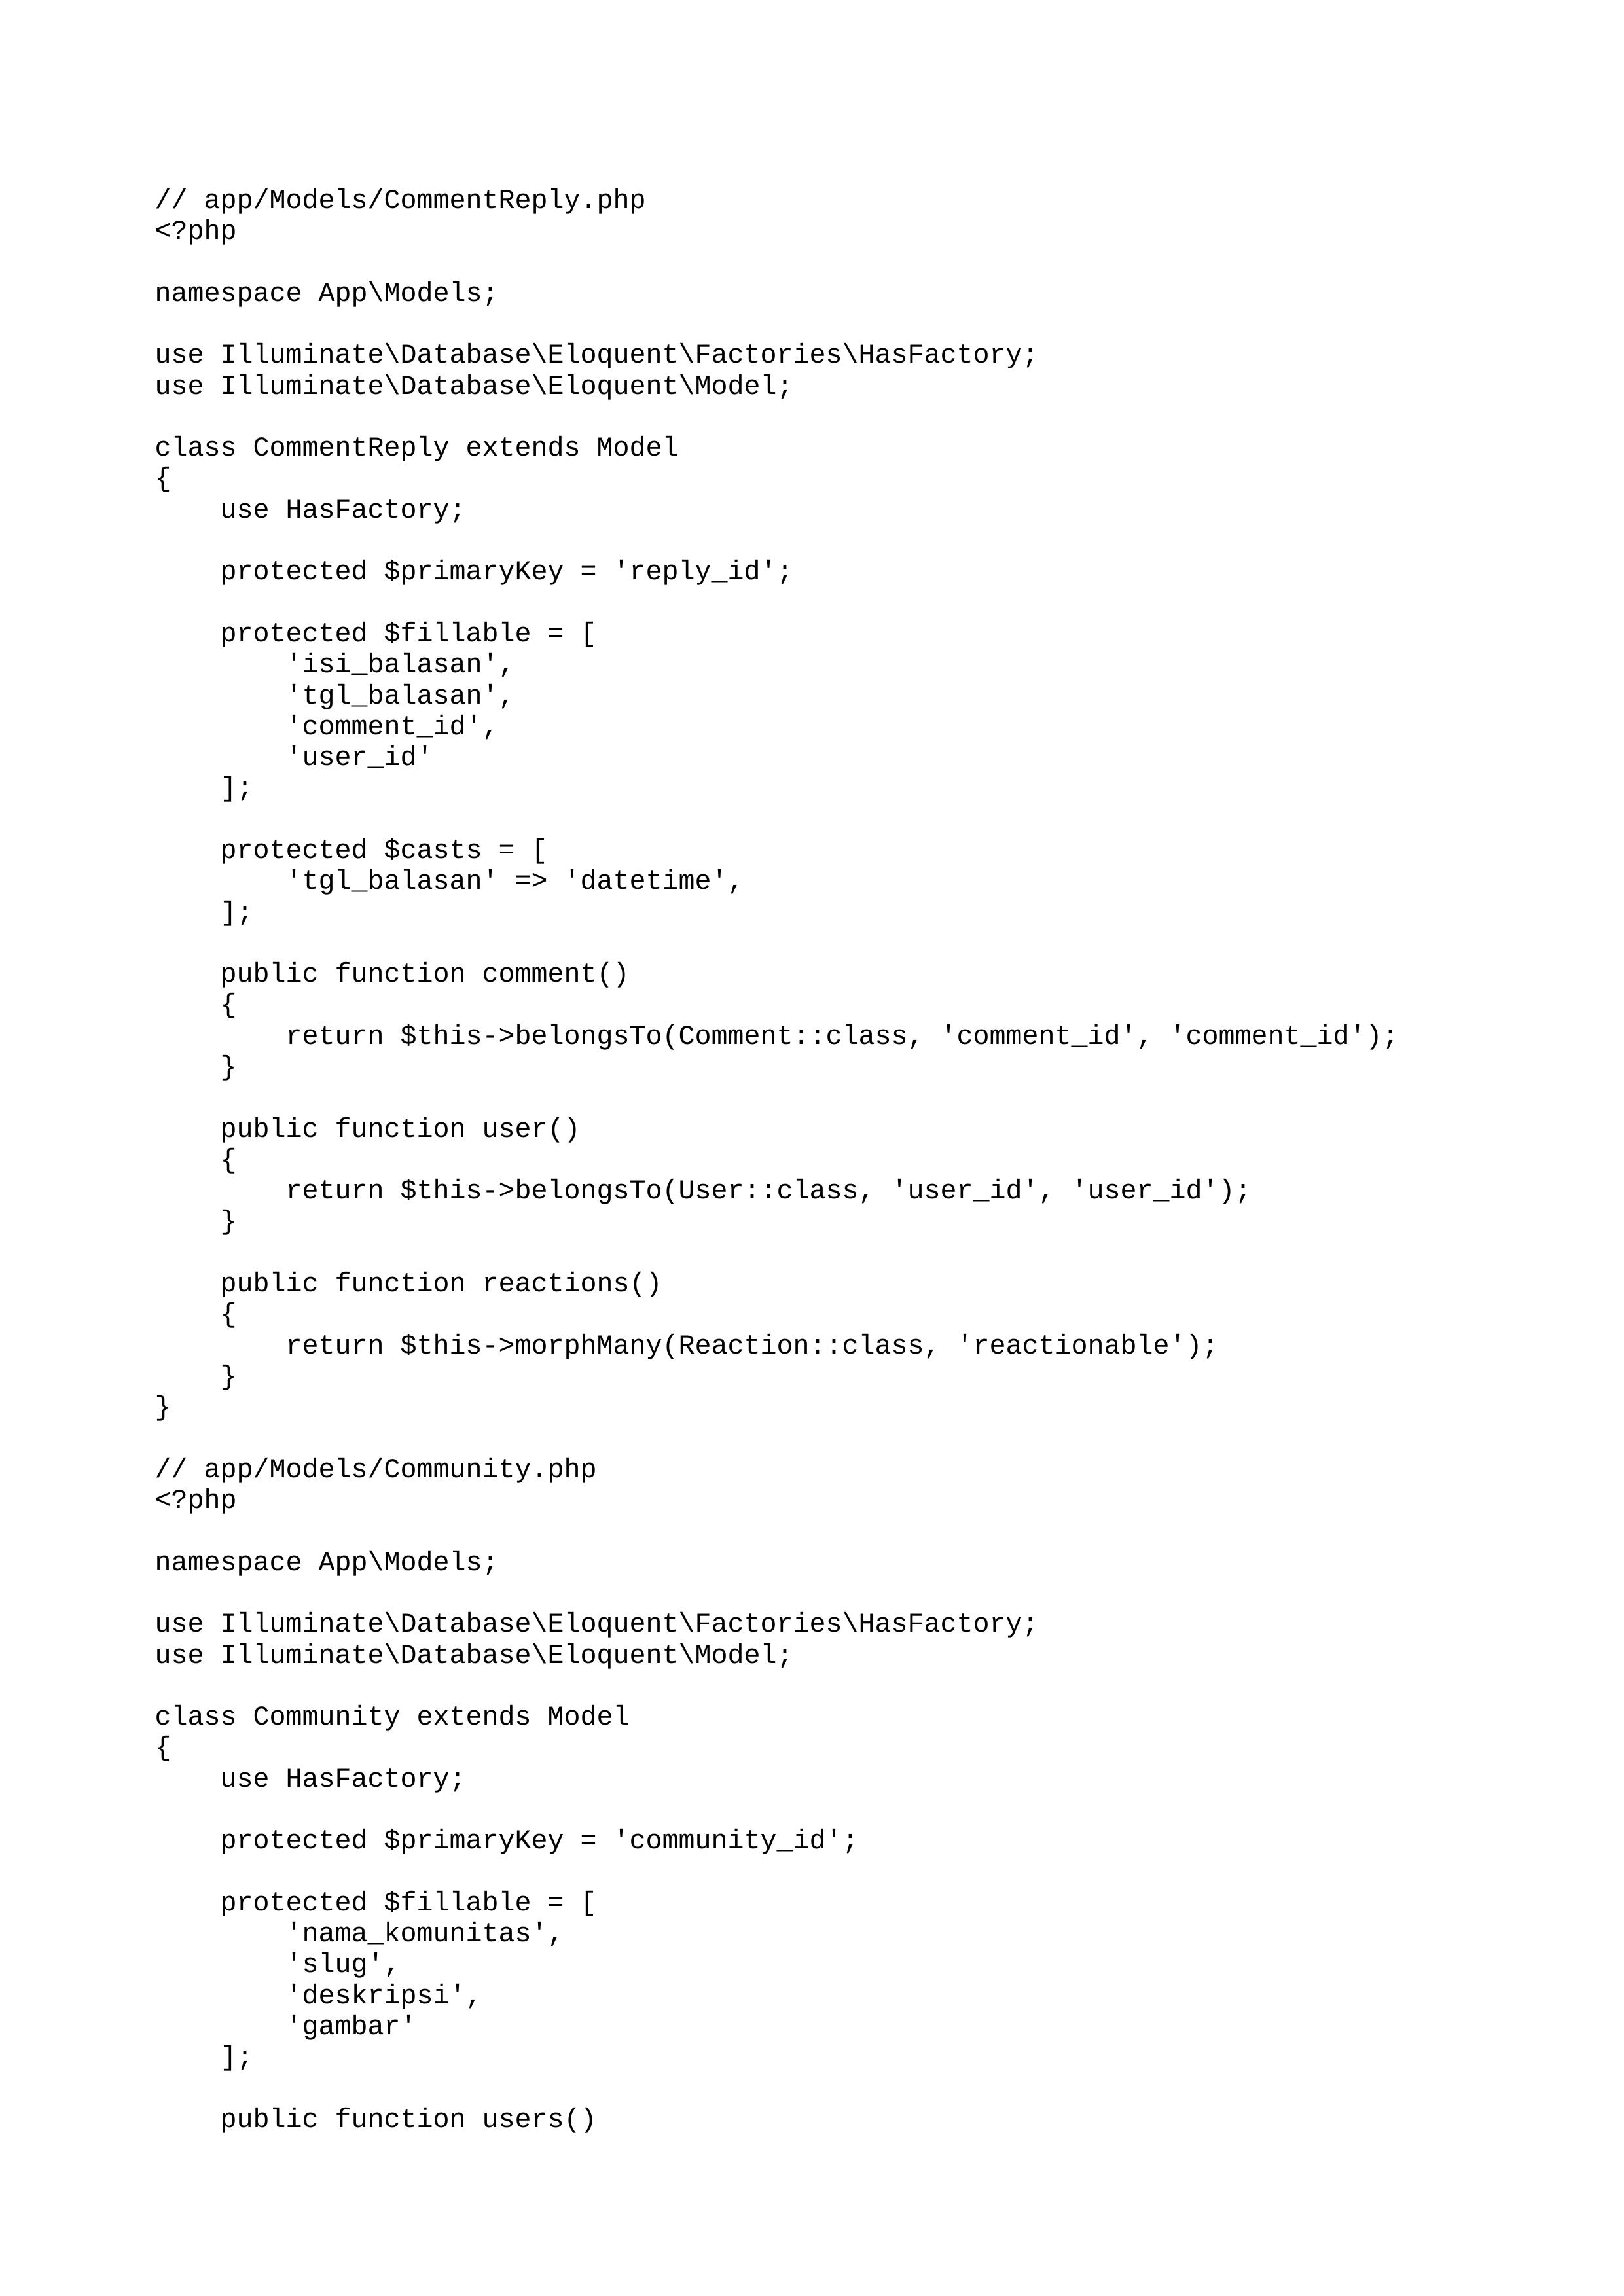 // app/Models/CommentReply.php
<?php

namespace App\Models;

use Illuminate\Database\Eloquent\Factories\HasFactory;
use Illuminate\Database\Eloquent\Model;

class CommentReply extends Model
{
    use HasFactory;

    protected $primaryKey = 'reply_id';

    protected $fillable = [
        'isi_balasan',
        'tgl_balasan',
        'comment_id',
        'user_id'
    ];

    protected $casts = [
        'tgl_balasan' => 'datetime',
    ];

    public function comment()
    {
        return $this->belongsTo(Comment::class, 'comment_id', 'comment_id');
    }

    public function user()
    {
        return $this->belongsTo(User::class, 'user_id', 'user_id');
    }

    public function reactions()
    {
        return $this->morphMany(Reaction::class, 'reactionable');
    }
}

// app/Models/Community.php
<?php

namespace App\Models;

use Illuminate\Database\Eloquent\Factories\HasFactory;
use Illuminate\Database\Eloquent\Model;

class Community extends Model
{
    use HasFactory;

    protected $primaryKey = 'community_id';

    protected $fillable = [
        'nama_komunitas',
        'slug',
        'deskripsi',
        'gambar'
    ];

    public function users()